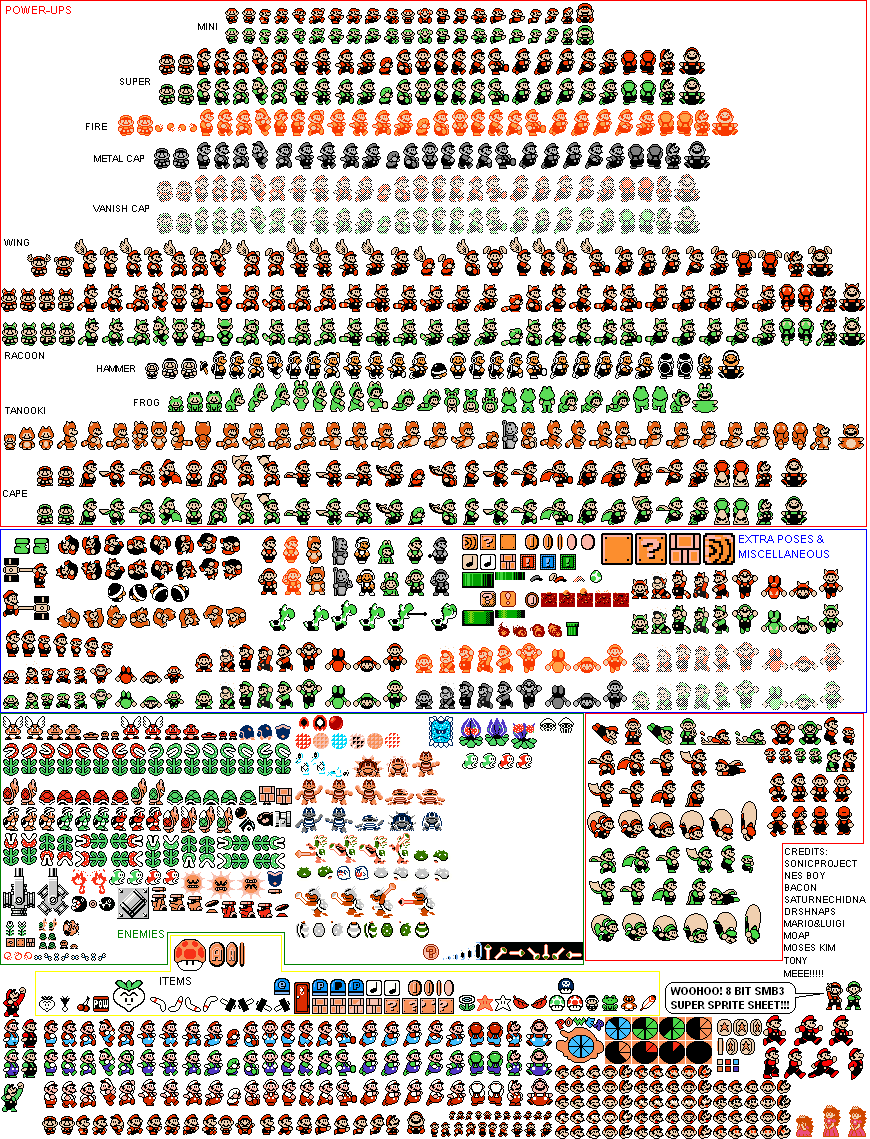 POWER-UPS
MINI
SUPER
FIRE
METAL CAP
VANISH CAP
WING
RACOON
HAMMER
FROG
TANOOKI
CAPE
EXTRA POSES &
MISCELLANEOUS
ENEMIES
CREDITS:
SONICPROJECT
NES BOY
BACON
SATURNECHIDNA
DRSHNAPS
MARIO&LUIGI
MOAP
MOSES KIM
TONY
MEEE!!!!!
ITEMS
WOOHOO! 8 BIT SMB3
SUPER SPRITE SHEET!!!
POWER